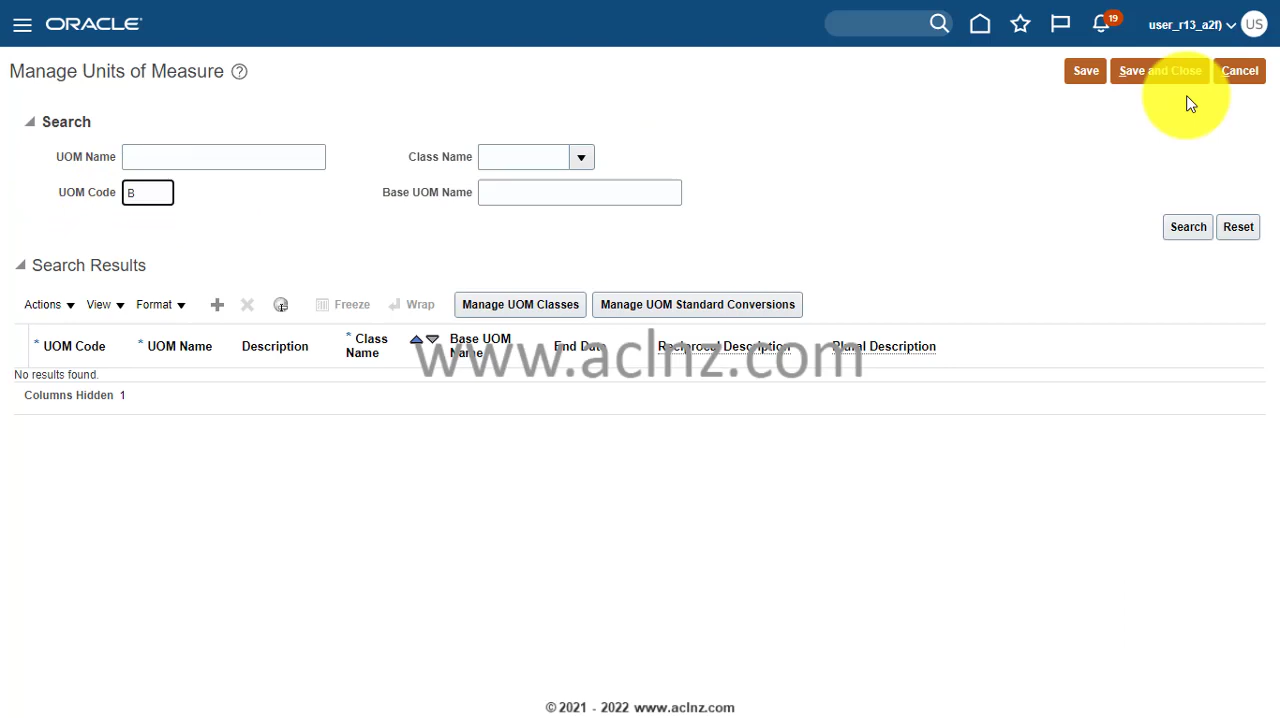 ORACLE
19
user_r13_a2f)
US
Manage Units of Measure ?
Save
Save and Close
Cancel
Search
UOM Name
Class Name
UOM Code B
Base UOM Name
Search
Reset
Search Results
Actions
View
Format
Freeze
Wrap
Manage UOM Classes
Manage UOM Standard Conversions
* UOM Code
* UOM Name
Description
* Class Name
Base UOM Name
End Date
Reciprocal Description
Plural Description
www.aclnz.com
No results found.
Columns Hidden 1
© 2021 - 2022 www.aclnz.com